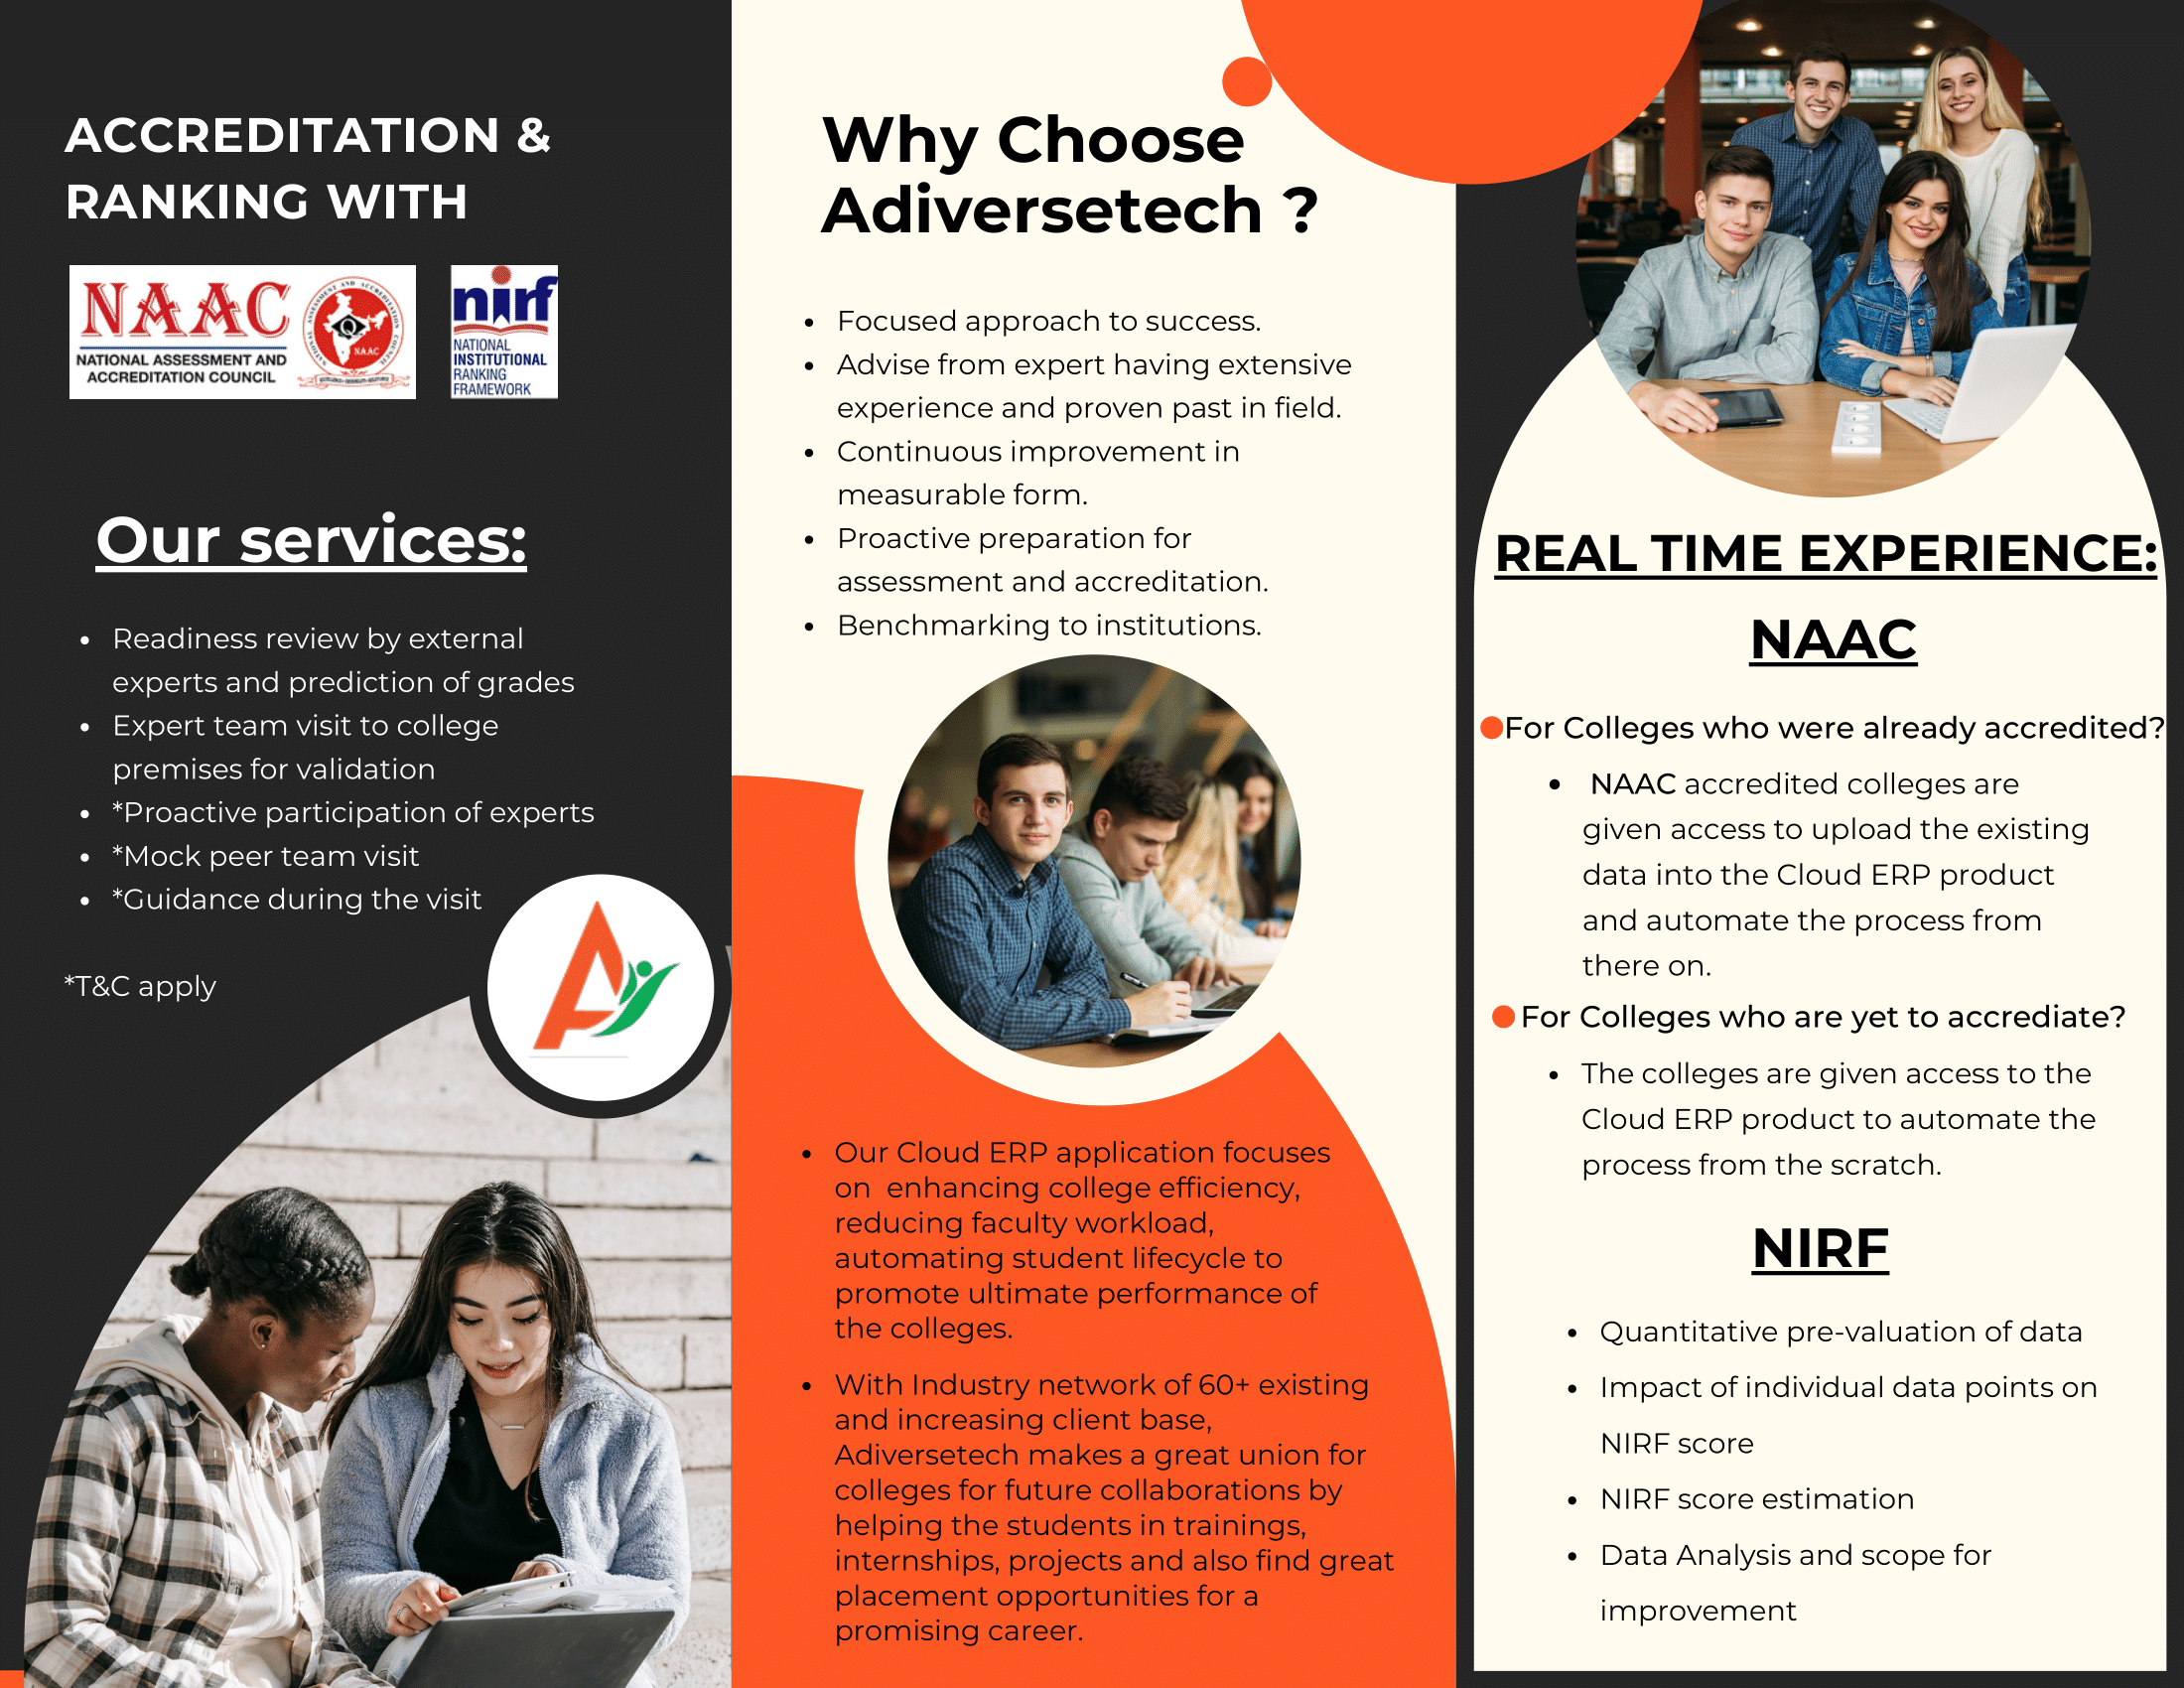 ACCREDITATION &
RANKING WITH
NAAC
NATIONAL ASSESSMENT AND
ACCREDITATION COUNCIL
NAAC
nirf
NATIONAL
INSTITUTIONAL
RANKING
FRAMEWORK
Our services:
• Readiness review by external
experts and prediction of grades
• Expert team visit to college
premises for validation
• *Proactive participation of experts
• *Mock peer team visit
• *Guidance during the visit
*T&C apply
Why Choose
Adiversetech ?
• Focused approach to success.
• Advise from expert having extensive
experience and proven past in field.
• Continuous improvement in
measurable form.
• Proactive preparation for
assessment and accreditation.
• Benchmarking to institutions.
• Our Cloud ERP application focuses
on  enhancing college efficiency,
reducing faculty workload,
automating student lifecycle to
promote ultimate performance of
the colleges.
• With Industry network of 60+ existing
and increasing client base,
Adiversetech makes a great union for
colleges for future collaborations by
helping the students in trainings,
internships, projects and also find great
placement opportunities for a
promising career.
REAL TIME EXPERIENCE:
NAAC
For Colleges who were already accredited?
• NAAC accredited colleges are
given access to upload the existing
data into the Cloud ERP product
and automate the process from
there on.
For Colleges who are yet to accrediate?
• The colleges are given access to the
Cloud ERP product to automate the
process from the scratch.
NIRF
• Quantitative pre-valuation of data
• Impact of individual data points on
NIRF score
• NIRF score estimation
• Data Analysis and scope for
improvement